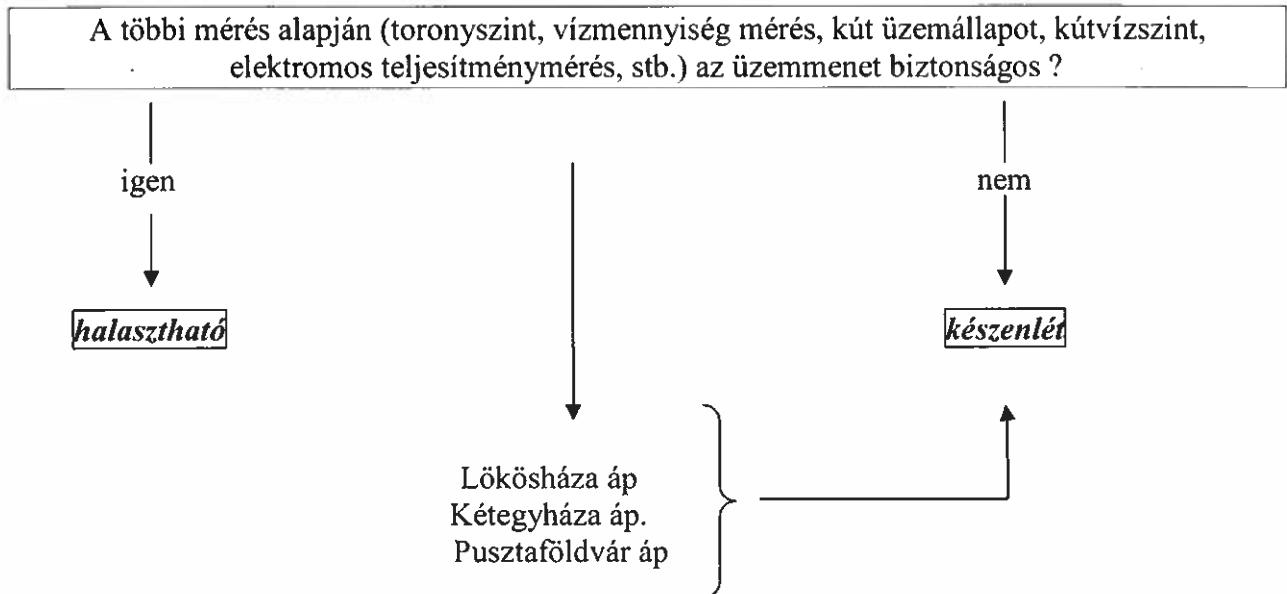 A többi mérés alapján (toronyszint, vízmennyiség mérés, kút üzemállapot, kútvízszint,
elektromos teljesítménymérés, stb.) az üzemmenet biztonságos ?
igen
nem
halasztható
készenlét
Lökösháza áp
Kétegyháza áp.
Pusztaföldvár áp